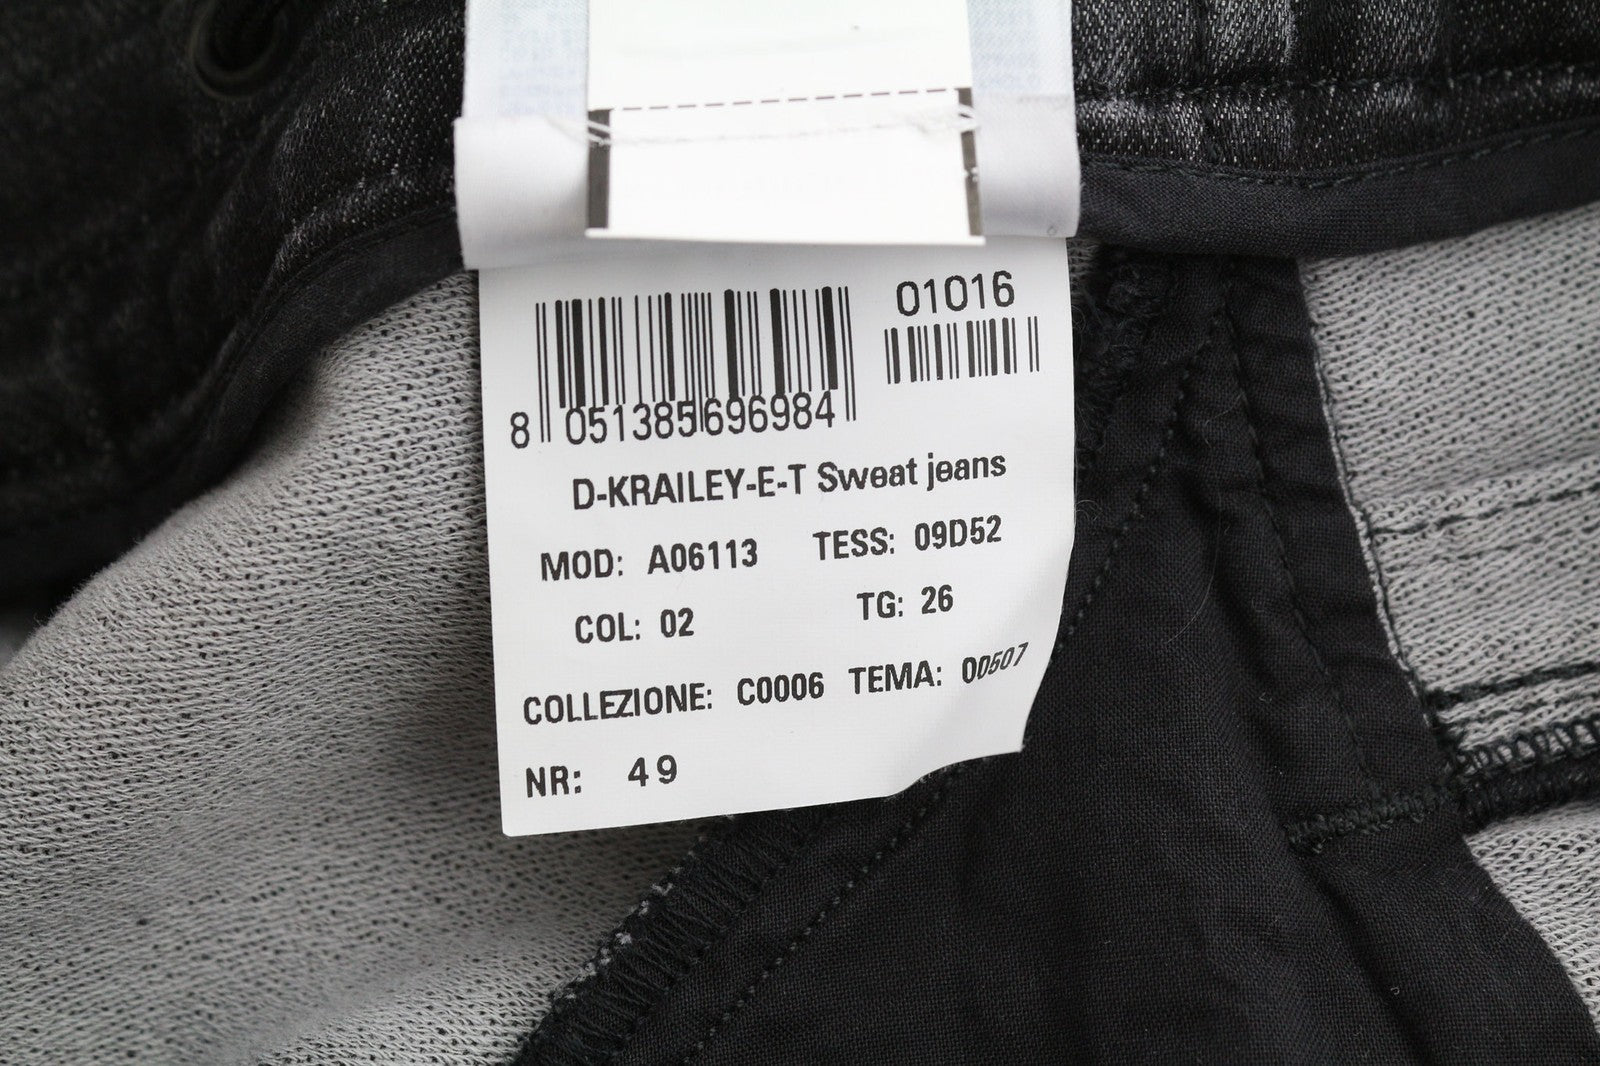 01016
8 051385 696984
D-KRAILEY-E-T Sweat jeans
MOD: A06113 TESS: 09D52
COL: 02 TG: 26
COLLEZIONE: C0006 TEMA: 00507
NR: 49